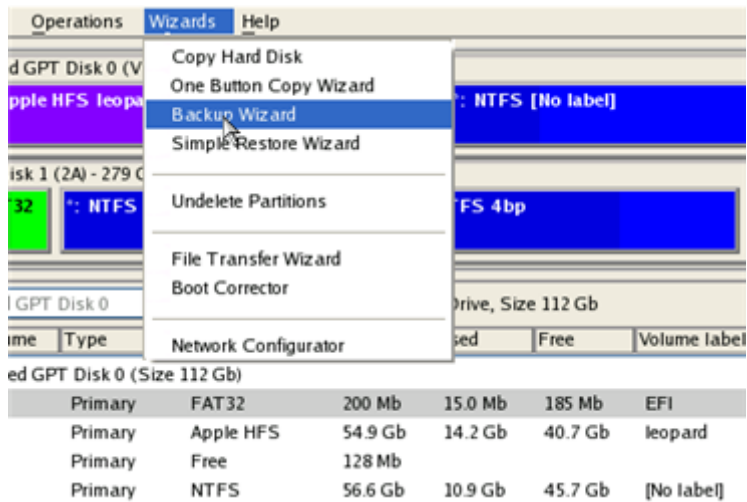 Operations Wizards Help
d GPT Disk 0 (V
Copy Hard Disk
One Button Copy Wizard
pple HFS leopa
*: NTFS [No label]
Backup Wizard
Simple Restore Wizard
isk 1 (2A) - 279 G
32 *: NTFS
Undelete Partitions
FS 4bp
File Transfer Wizard
Boot Corrector
GPT Disk 0
Drive, Size 112 Gb
me Type
sed Free Volume label
Network Configurator
ed GPT Disk 0 (Size 112 Gb)
Primary FAT32 200 Mb 15.0 Mb 185 Mb EFI
Primary Apple HFS 54.9 Gb 14.2 Gb 40.7 Gb leopard
Primary Free 128 Mb
Primary NTFS 56.6 Gb 10.9 Gb 45.7 Gb [No label]